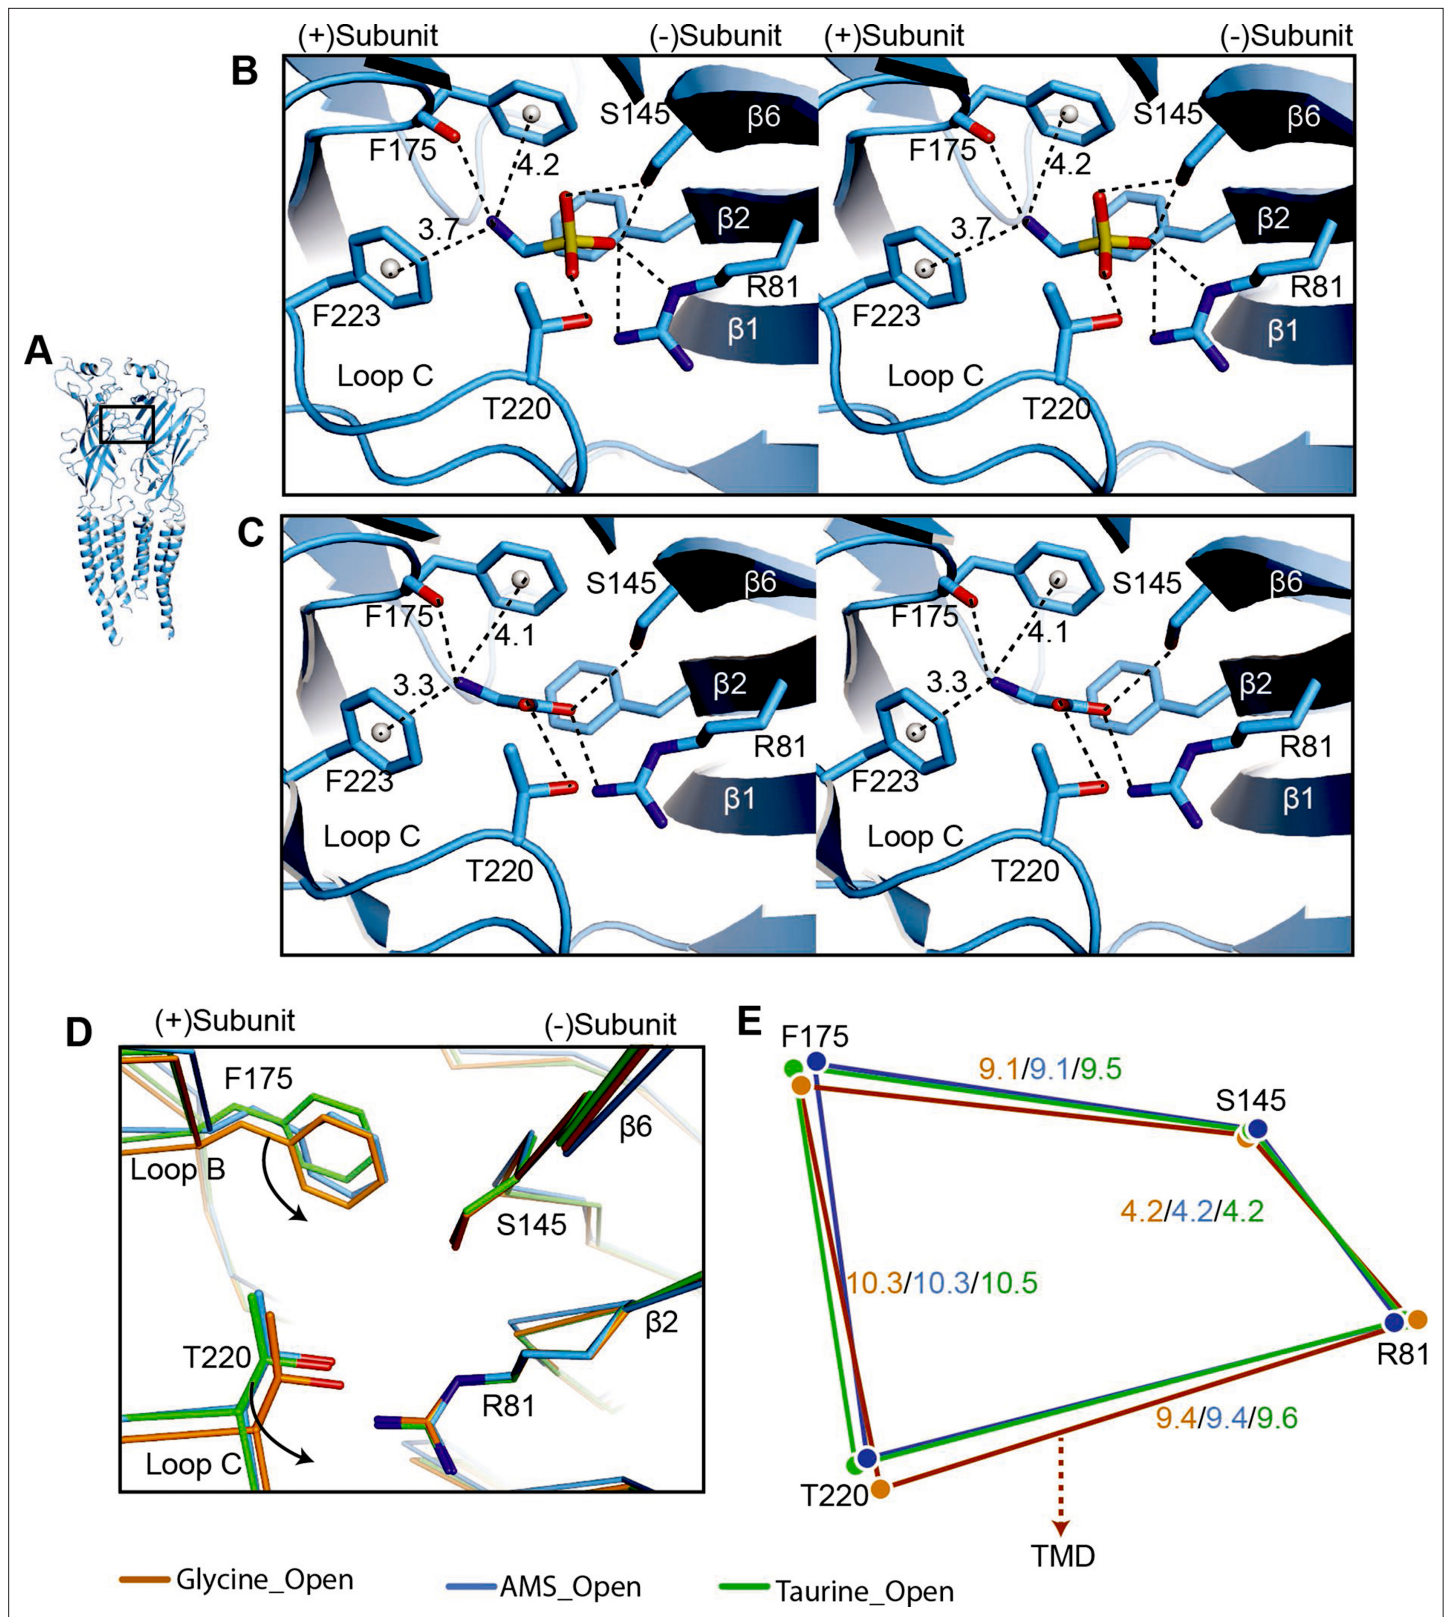 (+)Subunit (-)Subunit (+)Subunit (-)Subunit
B
S145 β6 S145 β6
F175 4.2 F175 4.2
β2 β2
3.7 3.7
R81 R81
F223 β1 F223 β1
A
Loop C Loop C
T220 T220
C
S145 β6 S145 β6
F175 4.1 F175 4.1
3.3 β2 3.3 β2
R81 R81
F223 β1 F223 β1
Loop C Loop C
T220 T220
D
(+)Subunit (-)Subunit
F175
β6
Loop B
S145
β2
T220
R81
Loop C
E
F175
9.1/9.1/9.5
S145
4.2/4.2/4.2
10.3/10.3/10.5
R81
9.4/9.4/9.6
T220
TMD
Glycine_Open AMS_Open Taurine_Open